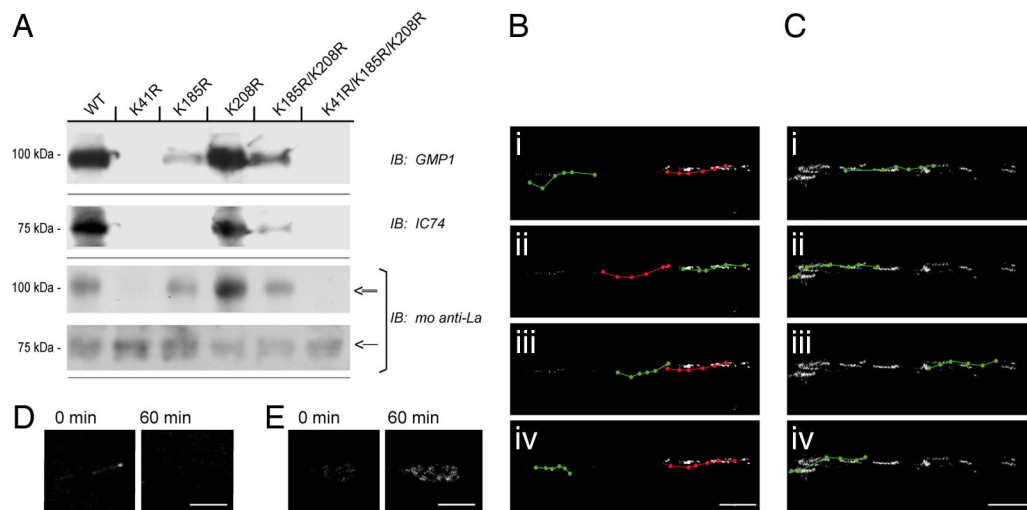 A
B
C
WT
K41R
K185R
K208R
K185R/K208R
K41R/K185R/K208R
100 kDa -
IB: GMP1
75 kDa -
IB: IC74
100 kDa -
IB: mo anti-La
75 kDa -
i
ii
iii
iv
i
ii
iii
iv
D
0 min
60 min
E
0 min
60 min